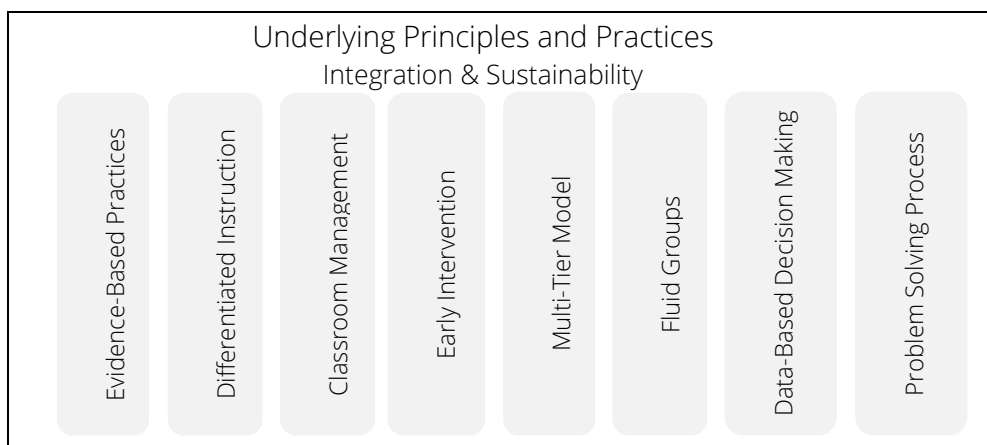 Underlying Principles and Practices
Integration & Sustainability
Evidence-Based Practices
Differentiated Instruction
Classroom Management
Early Intervention
Multi-Tier Model
Fluid Groups
Data-Based Decision Making
Problem Solving Process